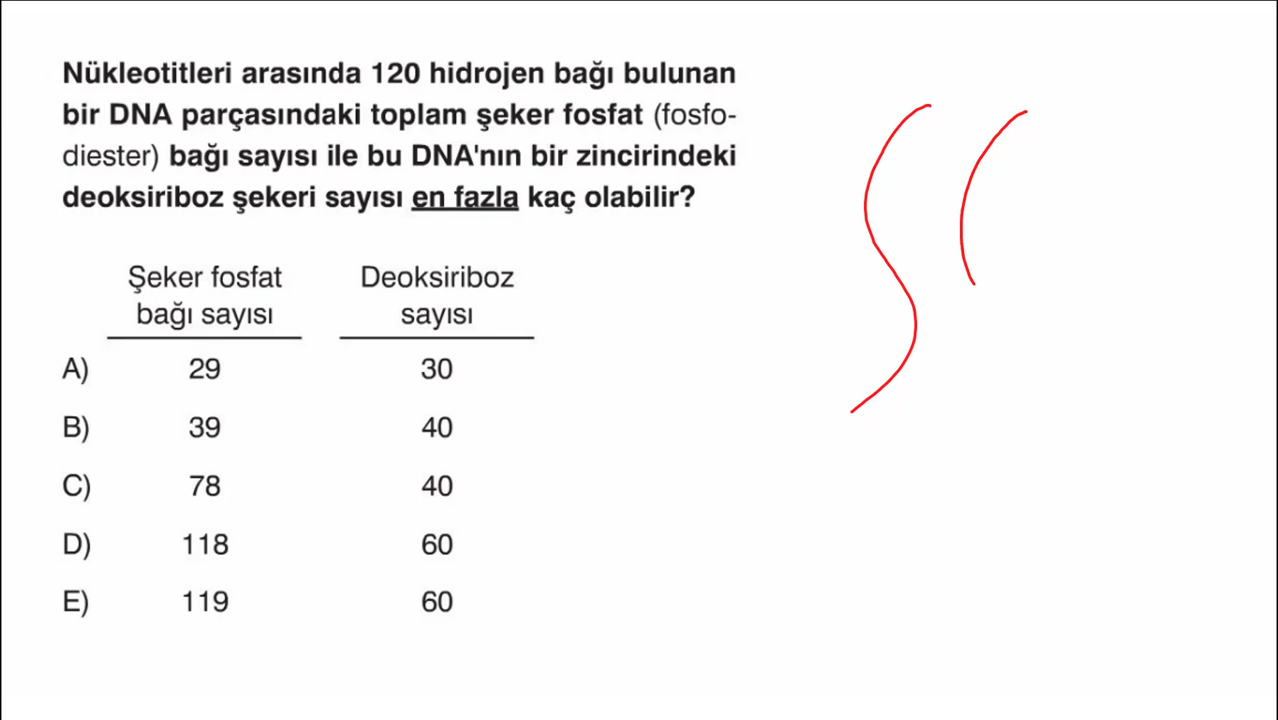 Nükleotitleri arasında 120 hidrojen bağı bulunan
bir DNA parçasındaki toplam şeker fosfat (fosfo-
diester) bağı sayısı ile bu DNA'nın bir zincirindeki
deoksiriboz şekeri sayısı en fazla kaç olabilir?
Şeker fosfat bağı sayısı
Deoksiriboz sayısı
A) 29 30
B) 39 40
C) 78 40
D) 118 60
E) 119 60